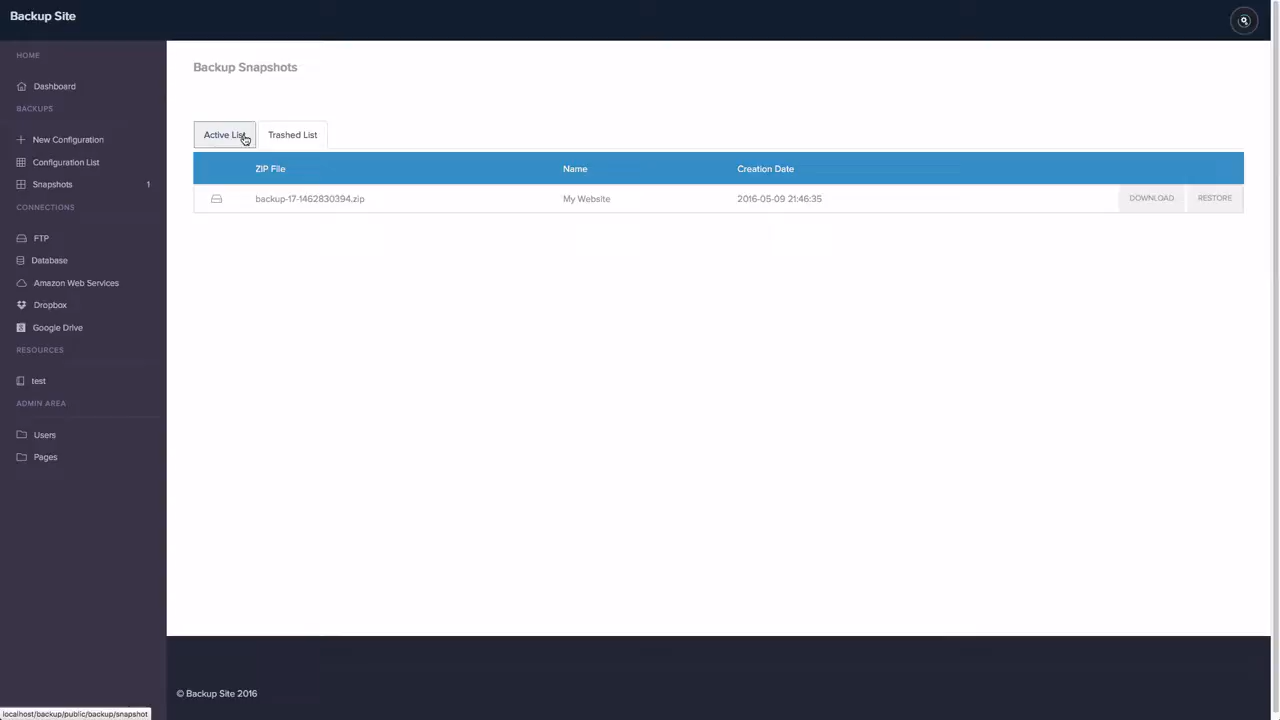 Backup Site
HOME
Dashboard
BACKUPS
New Configuration
Configuration List
Snapshots 1
CONNECTIONS
FTP
Database
Amazon Web Services
Dropbox
Google Drive
RESOURCES
test
ADMIN AREA
Users
Pages
Backup Snapshots
Active List Trashed List
ZIP File Name Creation Date
backup-17-1462830394.zip My Website 2016-05-09 21:46:35 DOWNLOAD RESTORE
© Backup Site 2016
localhost/backup/public/backup/snapshot